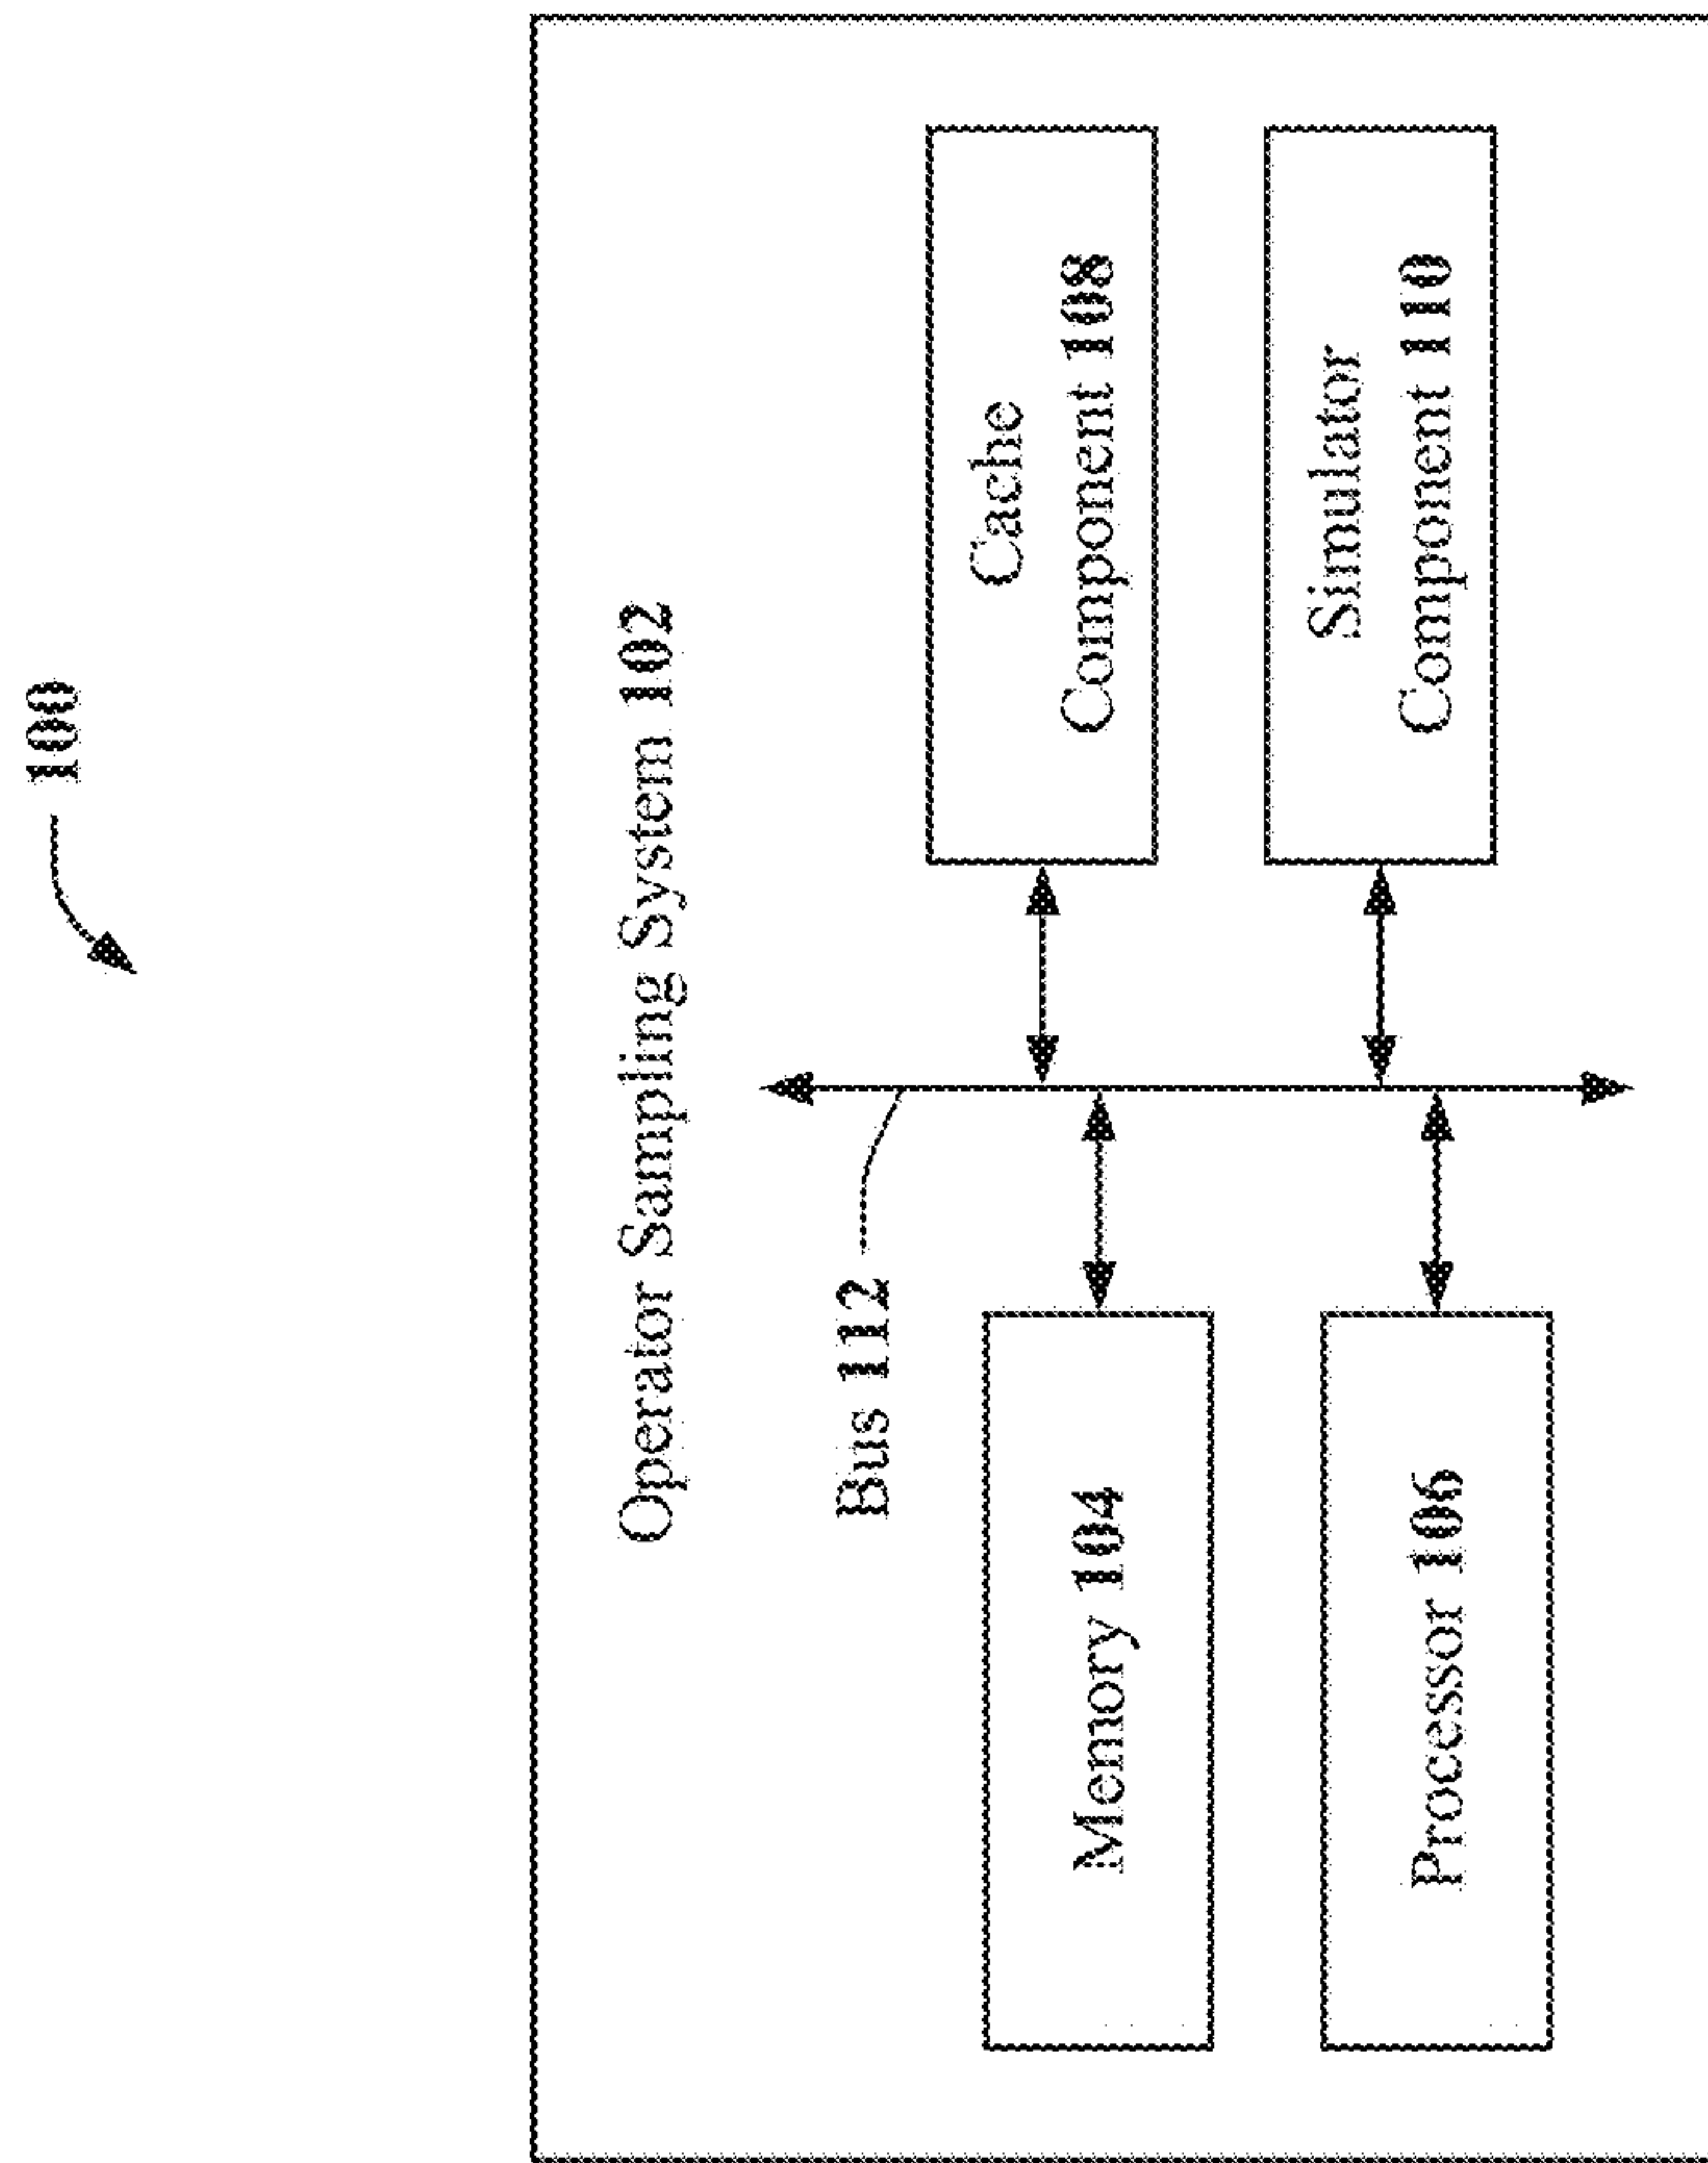 100
Operator Sampling System 102
Bus 112
Memory 104
Cache
Component 108
Processor 106
Simulator
Component 110